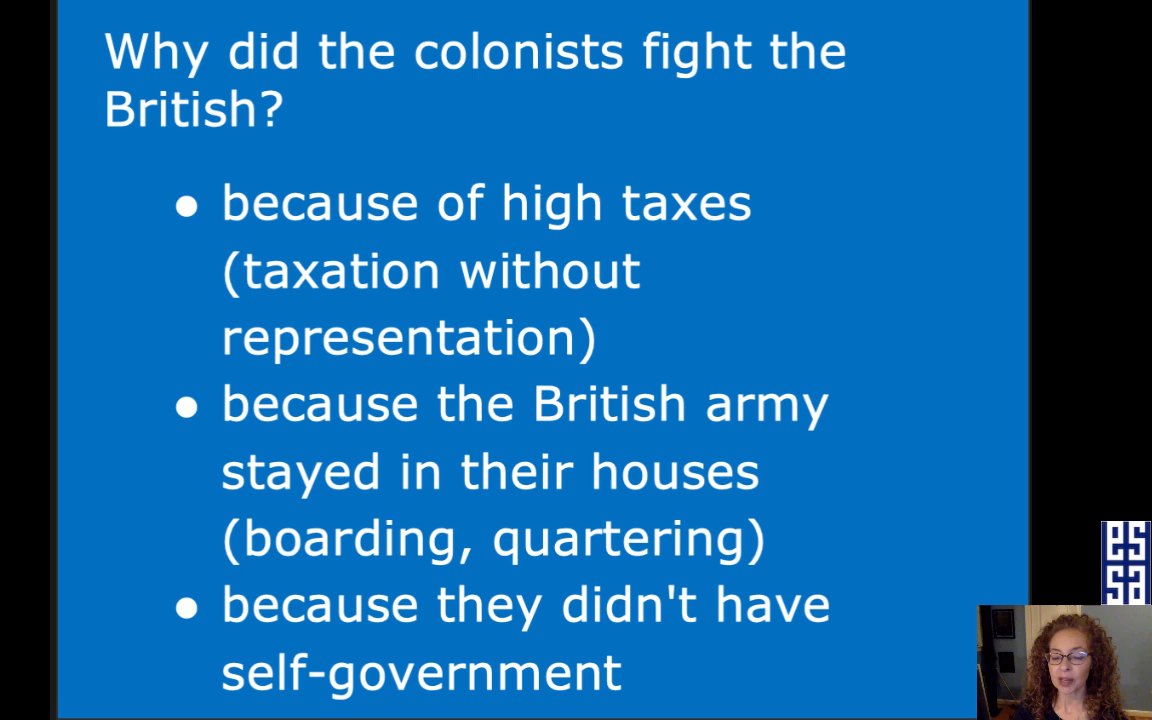 Why did the colonists fight the
British?
● because of high taxes
(taxation without
representation)
● because the British army
stayed in their houses
(boarding, quartering)
● because they didn't have
self-government